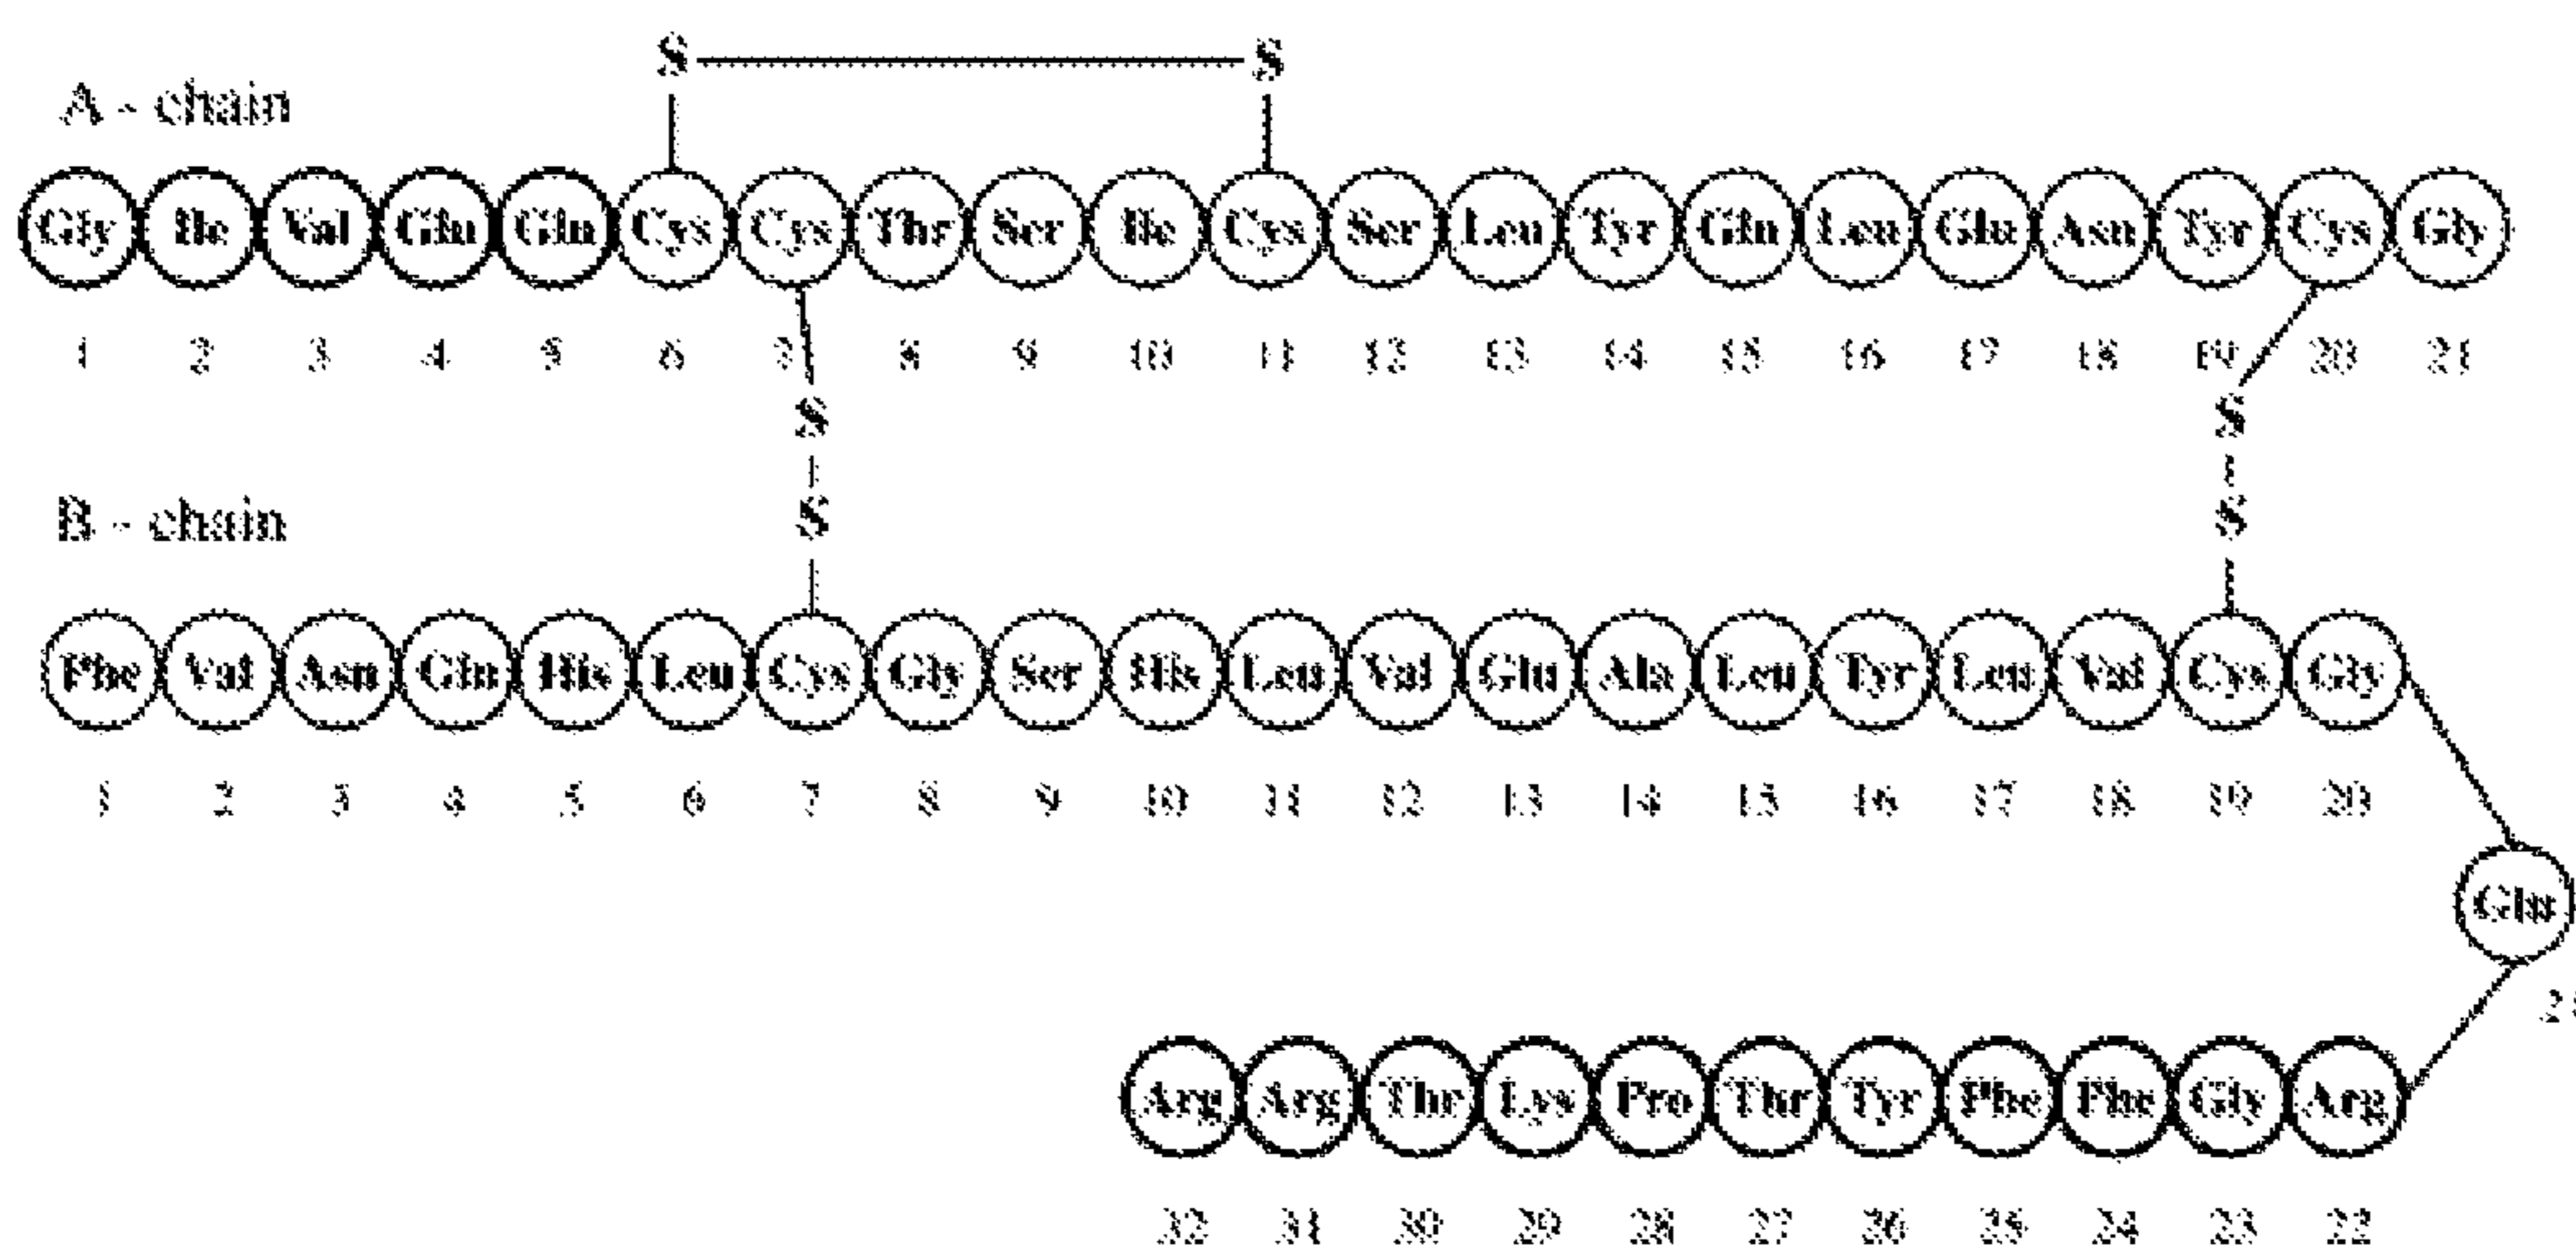 S S
A - chain
Gly Ile Val Glu Gln Cys Cys Thr Ser Ile Cys Ser Leu Tyr Gln Leu Glu Asn Tyr Cys Gly
1 2 3 4 5 6 7 8 9 10 11 12 13 14 15 16 17 18 19 20 21
S S
S S
B - chain
Phe Val Asn Gln His Leu Cys Gly Ser His Leu Val Glu Ala Leu Tyr Leu Val Cys Gly
1 2 3 4 5 6 7 8 9 10 11 12 13 14 15 16 17 18 19 20
Glu
21
Arg Arg Thr Lys Pro Thr Tyr Phe Phe Gly Arg
32 31 30 29 28 27 26 25 24 23 22